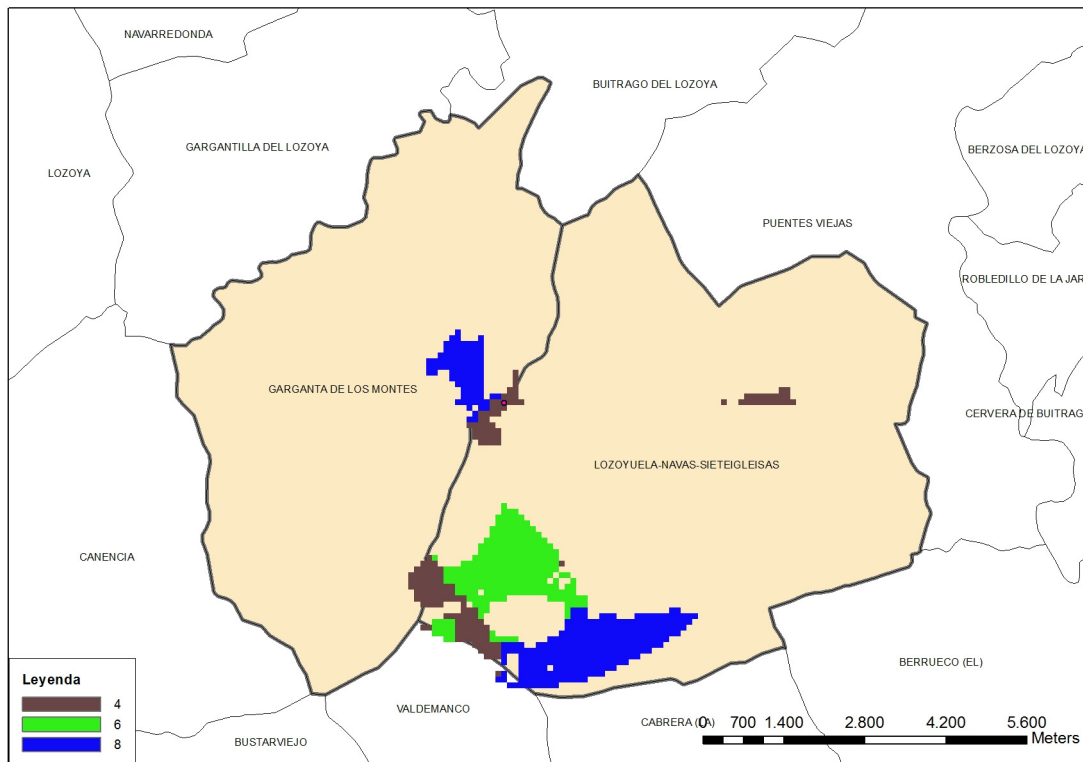 NAVARREDONDA
BUITRAGO DEL LOZOYA
GARGANTILLA DEL LOZOYA
BERZOSA DEL LOZOYA
LOZOYA
PUENTES VIEJAS
ROBLEDILLO DE LA JAR
GARGANTA DE LOS MONTES
CERVERA DE BUITRAG
LOZOYUELA-NAVAS-SIETEIGLEISAS
CANENCIA
BERRUECO (EL)
Leyenda
4
6
8
VALDEMANCO
CABRERA (LA)
BUSTARVIEJO
0 700 1.400 2.800 4.200 5.600
Meters